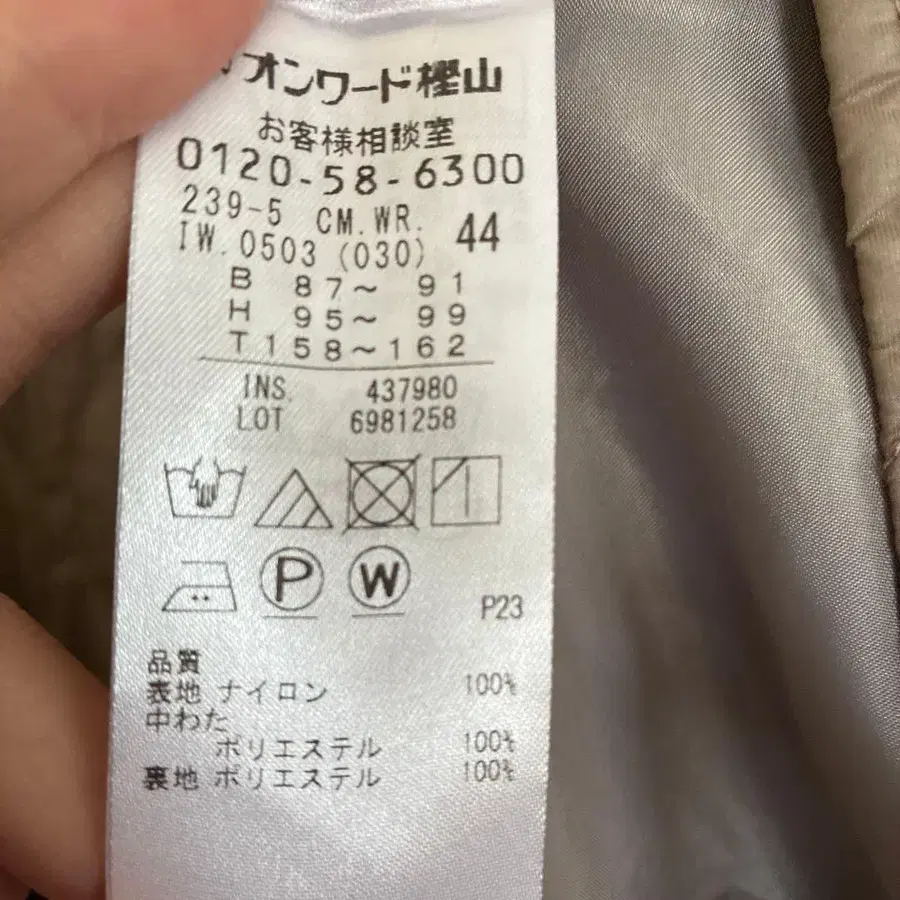 オンワード樫山
お客様相談室
0120-58-6300
239-5 CM.WR.
IW.0503 (030) 44
B 87～ 91
H 95～ 99
T158～162
INS. 437980
LOT 6981258
P W
P23
品質
表地 ナイロン 100%
中わた
ポリエステル 100%
裏地 ポリエステル 100%